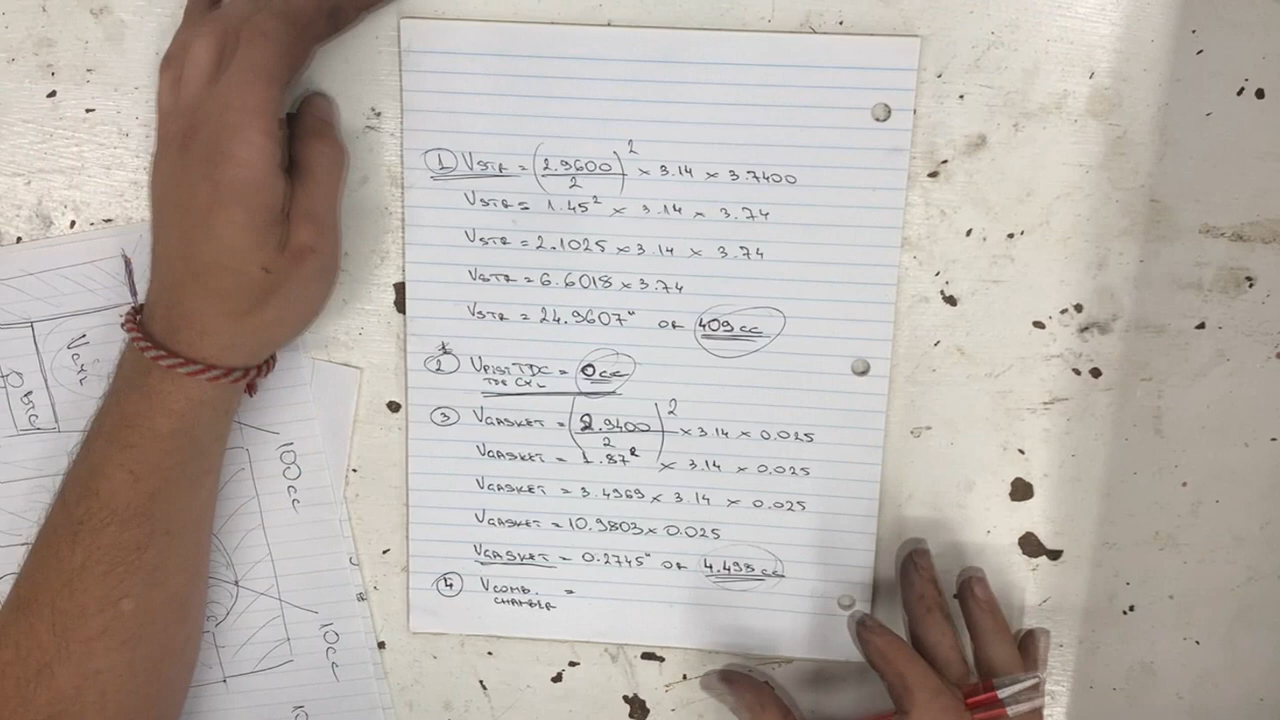 ① VSTR = (2.9600/2)² × 3.14 × 3.7400
VSTR = 1.45² × 3.14 × 3.74
VSTR = 2.1025 × 3.14 × 3.74
VSTR = 6.6018 × 3.74
VSTR = 24.9607" OR 409 cc
* ② VPIST TDC = 0cc
③ VGASKET = (2.9400/2)² × 3.14 × 0.025
VGASKET = 1.87² × 3.14 × 0.025
VGASKET = 3.4969 × 3.14 × 0.025
VGASKET = 10.9803 × 0.025
VGASKET = 0.2745" OR 4.498 cc
④ VCOMB. =
CHAMBER
VCYL
100cc
10cc